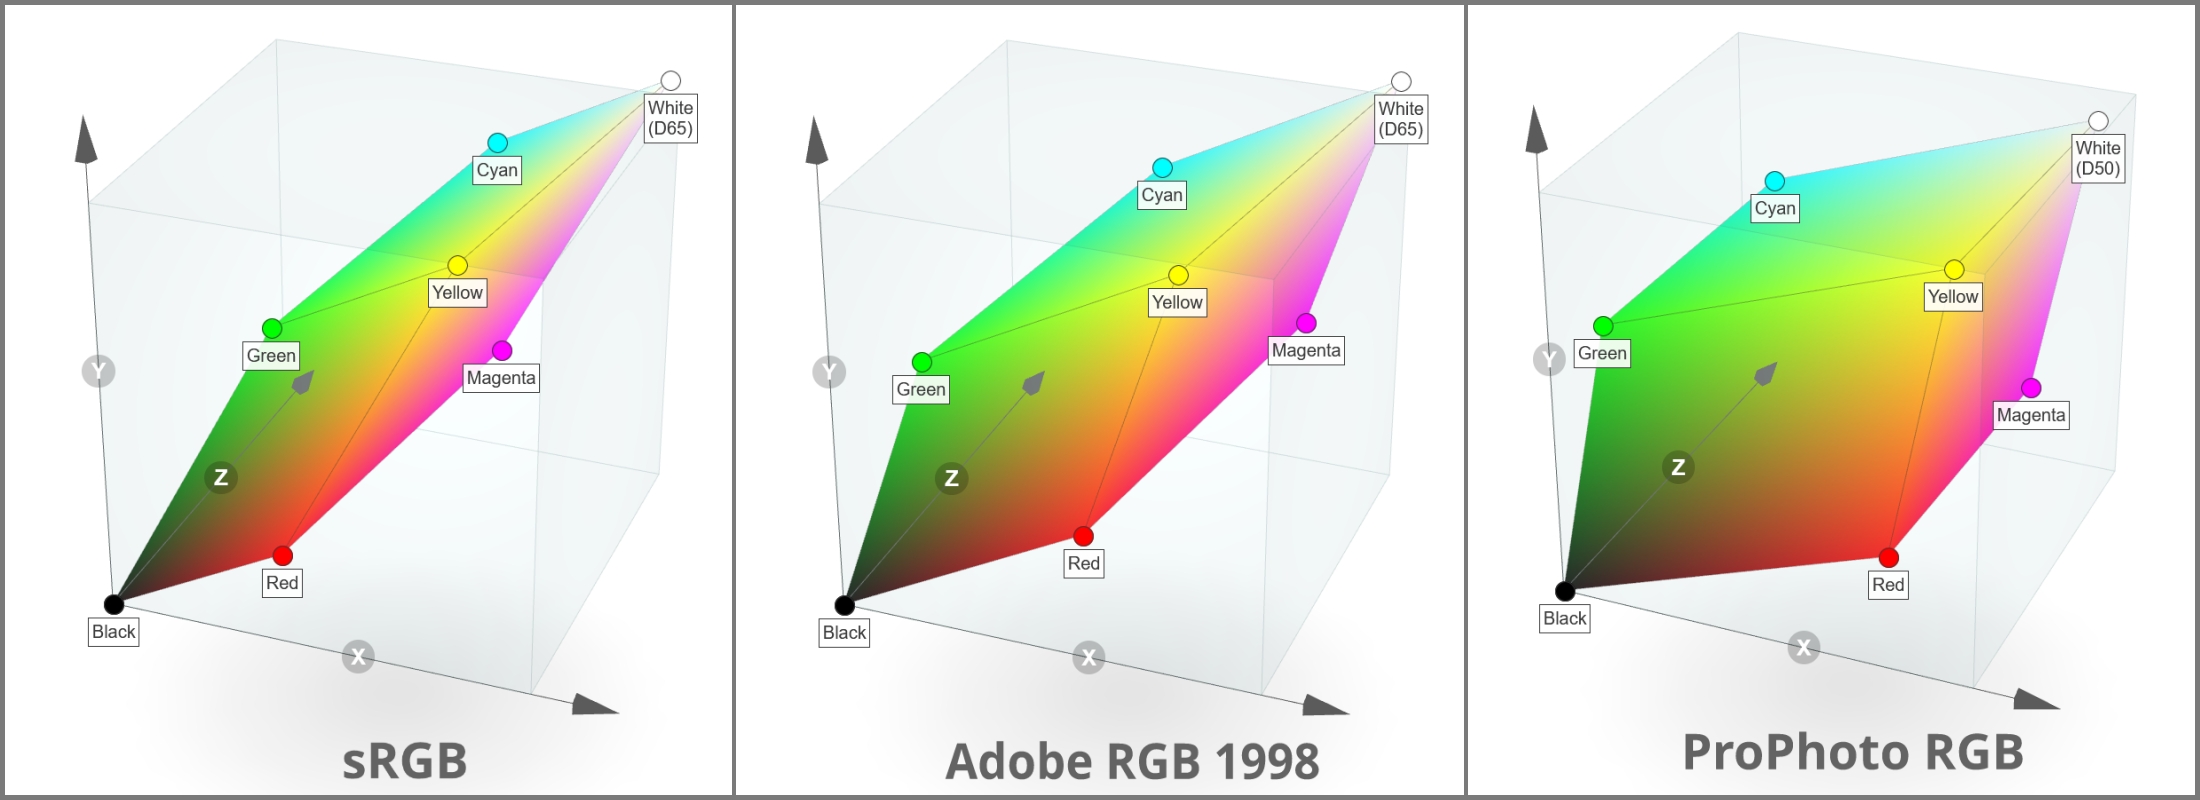 White
(D65)
Cyan
Yellow
Green
Magenta
Y
Z
Red
Black
X
sRGB
White
(D65)
Cyan
Yellow
Magenta
Green
Y
Z
Red
Black
X
Adobe RGB 1998
White
(D50)
Cyan
Yellow
Green
Y
Magenta
Z
Red
Black
X
ProPhoto RGB